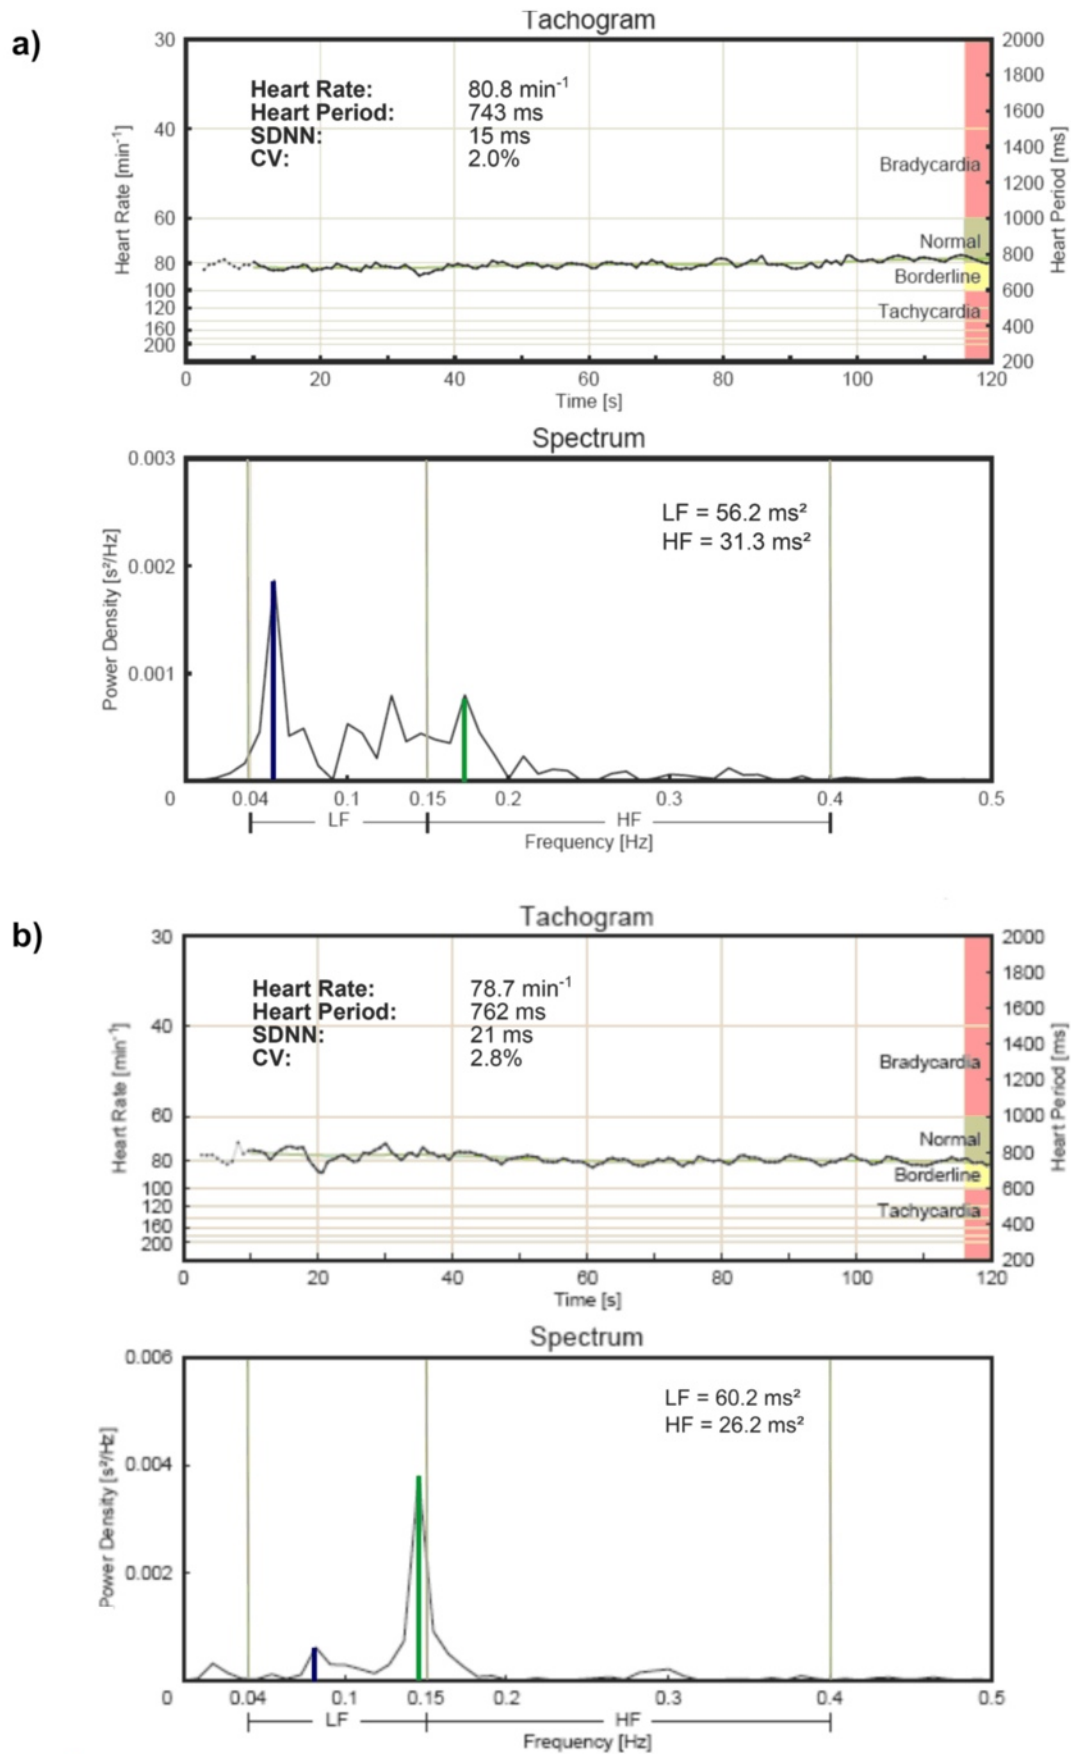 a)
Tachogram
Heart Rate: 80.8 min⁻¹
Heart Period: 743 ms
SDNN: 15 ms
CV: 2.0%
Heart Rate [min⁻¹]
30
40
60
80
100
120
160
200
Bradycardia
Normal
Borderline
Tachycardia
2000
1800
1600
1400
1200
1000
800
600
400
200
Heart Period [ms]
0 20 40 60 80 100 120
Time [s]
Spectrum
Power Density [s²/Hz]
0.003
0.002
0.001
LF = 56.2 ms²
HF = 31.3 ms²
0 0.04 0.1 0.15 0.2 0.3 0.4 0.5
LF HF
Frequency [Hz]
b)
Tachogram
Heart Rate: 78.7 min⁻¹
Heart Period: 762 ms
SDNN: 21 ms
CV: 2.8%
Heart Rate [min⁻¹]
30
40
60
80
100
120
160
200
Bradycardia
Normal
Borderline
Tachycardia
2000
1800
1600
1400
1200
1000
800
600
400
200
Heart Period [ms]
0 20 40 60 80 100 120
Time [s]
Spectrum
Power Density [s²/Hz]
0.006
0.004
0.002
LF = 60.2 ms²
HF = 26.2 ms²
0 0.04 0.1 0.15 0.2 0.3 0.4 0.5
LF HF
Frequency [Hz]